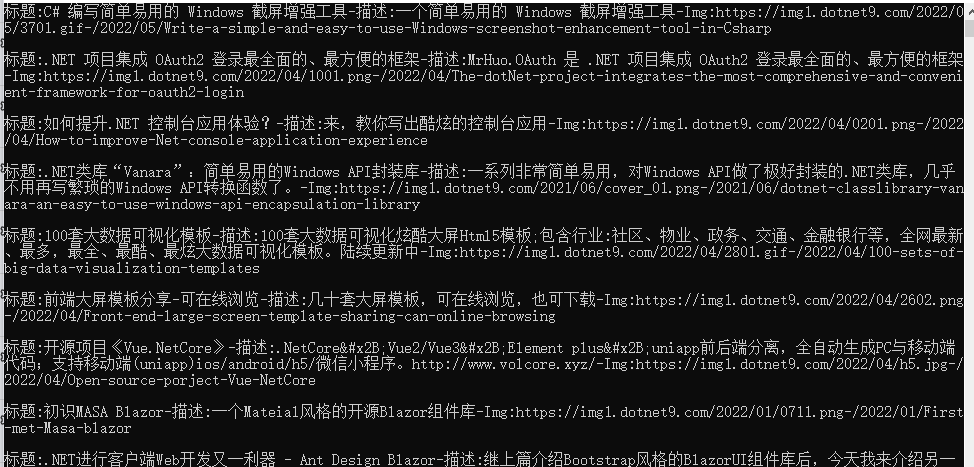 标题:C# 编写简单易用的 Windows 截屏增强工具-描述:一个简单易用的 Windows 截屏增强工具-Img:https://img1.dotnet9.com/2022/0
5/3701.gif-/2022/05/Write-a-simple-and-easy-to-use-Windows-screenshot-enhancement-tool-in-Csharp
标题:.NET 项目集成 OAuth2 登录最全面的、最方便的框架-描述:MrHuo.OAuth 是 .NET 项目集成 OAuth2 登录最全面的、最方便的框架
-Img:https://img1.dotnet9.com/2022/04/1001.png-/2022/04/The-dotNet-project-integrates-the-most-comprehensive-and-conveni
ent-framework-for-oauth2-login
标题:如何提升.NET 控制台应用体验？-描述:来，教你写出酷炫的控制台应用-Img:https://img1.dotnet9.com/2022/04/0201.png-/2022
/04/How-to-improve-Net-console-application-experience
标题:.NET类库“Vanara”：简单易用的Windows API封装库-描述:一系列非常简单易用，对Windows API做了极好封装的.NET类库，几乎
不用再写繁琐的Windows API转换函数了。-Img:https://img1.dotnet9.com/2021/06/cover_01.png-/2021/06/dotnet-classlibrary-van
ara-an-easy-to-use-windows-api-encapsulation-library
标题:100套大数据可视化模板-描述:100套大数据可视化炫酷大屏Html5模板;包含行业:社区、物业、政务、交通、金融银行等，全网最新
、最多，最全、最酷、最炫大数据可视化模板。陆续更新中-Img:https://img1.dotnet9.com/2022/04/2801.gif-/2022/04/100-sets-of-
big-data-visualization-templates
标题:前端大屏模板分享-可在线浏览-描述:几十套大屏模板，可在线浏览，也可下载-Img:https://img1.dotnet9.com/2022/04/2602.png
-/2022/04/Front-end-large-screen-template-sharing-can-online-browsing
标题:开源项目《Vue.NetCore》-描述:.NetCore&#x2B;Vue2/Vue3&#x2B;Element plus&#x2B;uniapp前后端分离，全自动生成PC与移动端
代码；支持移动端(uniapp)ios/android/h5/微信小程序。http://www.volcore.xyz/-Img:https://img1.dotnet9.com/2022/04/h5.jpg-/
2022/04/Open-source-porject-Vue-NetCore
标题:初识MASA Blazor-描述:一个Mateial风格的开源Blazor组件库-Img:https://img1.dotnet9.com/2022/01/0711.png-/2022/01/First
-met-Masa-blazor
标题:.NET进行客户端Web开发又一利器 - Ant Design Blazor-描述:继上篇介绍Bootstrap风格的BlazorUI组件库后，今天我来介绍另一